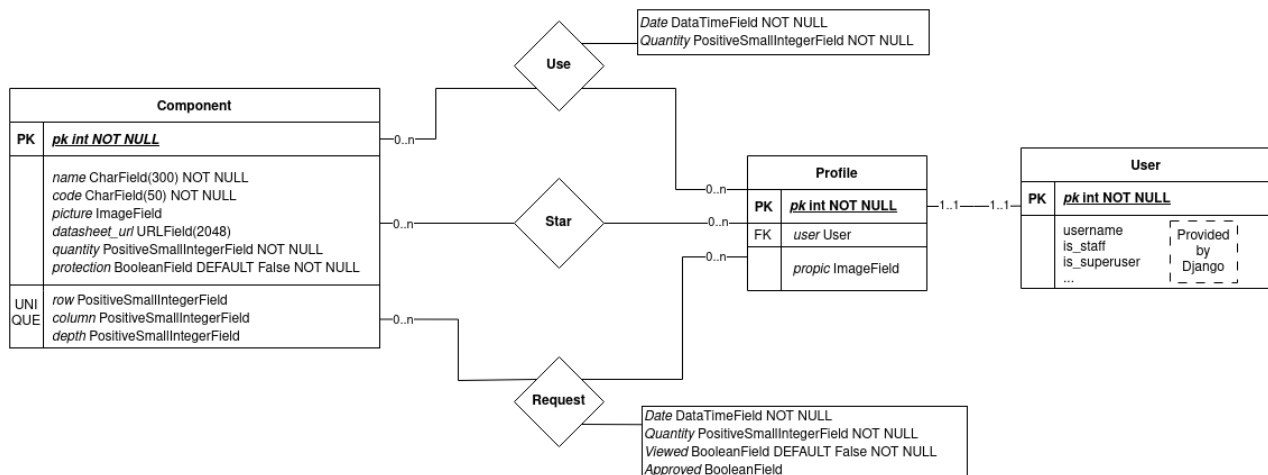 Date DataTimeField NOT NULL
Quantity PositiveSmallIntegerField NOT NULL
Use
Component
PK
pk int NOT NULL
0..n
name CharField(300) NOT NULL
code CharField(50) NOT NULL
picture ImageField
datasheet_url URLField(2048)
quantity PositiveSmallIntegerField NOT NULL
protection BooleanField DEFAULT False NOT NULL
0..n
UNI
QUE
row PositiveSmallIntegerField
column PositiveSmallIntegerField
depth PositiveSmallIntegerField
0..n
Star
0..n
0..n
0..n
Profile
PK
pk int NOT NULL
FK
user User
propic ImageField
1..1
1..1
User
PK
pk int NOT NULL
username
is_staff
is_superuser
...
Provided
by
Django
Request
Date DataTimeField NOT NULL
Quantity PositiveSmallIntegerField NOT NULL
Viewed BooleanField DEFAULT False NOT NULL
Approved BooleanField